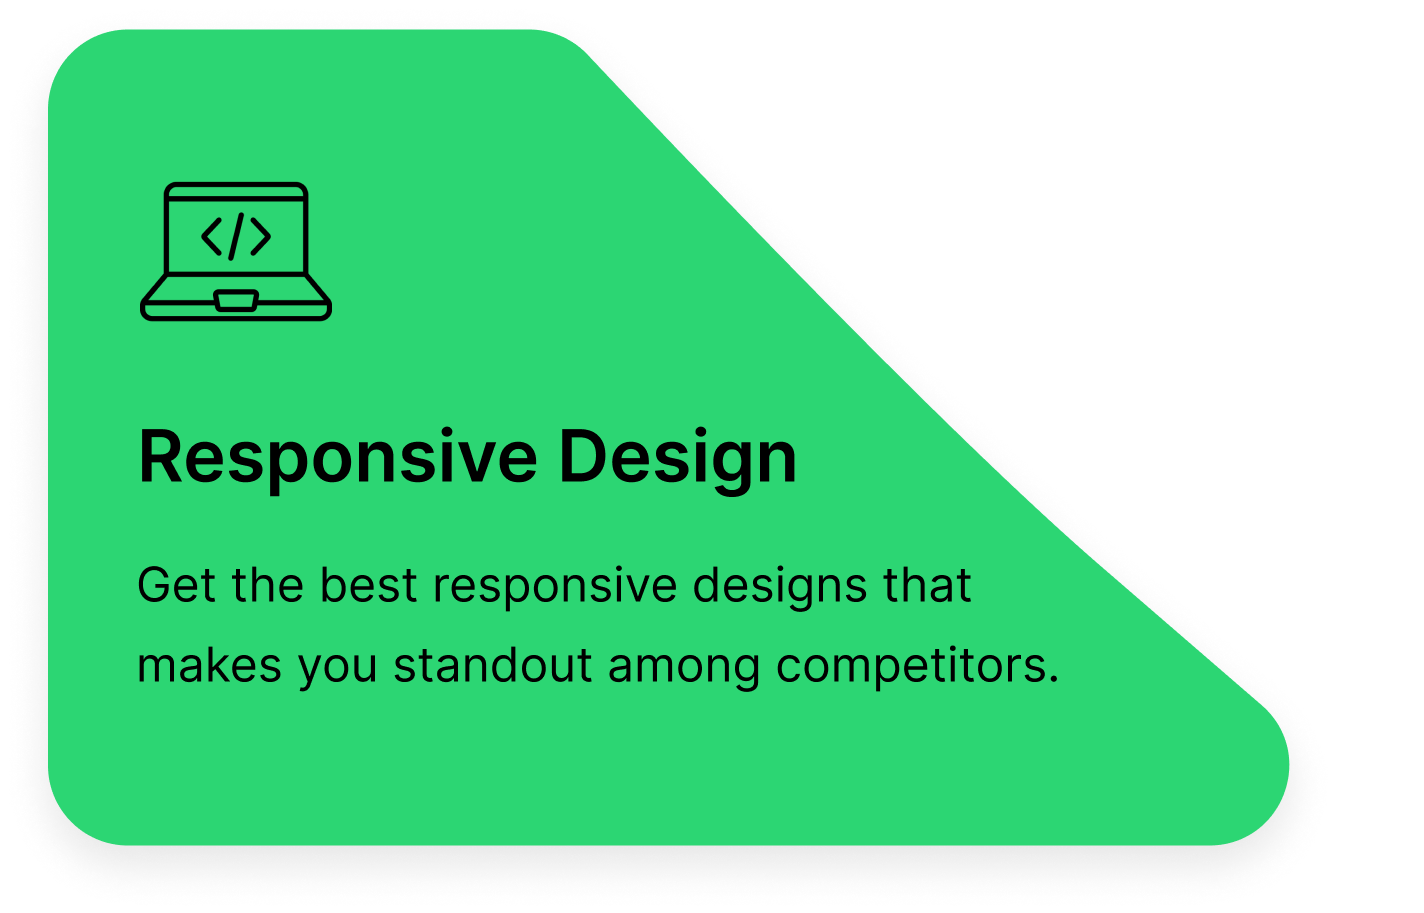 </>
Responsive Design
Get the best responsive designs that
makes you standout among competitors.